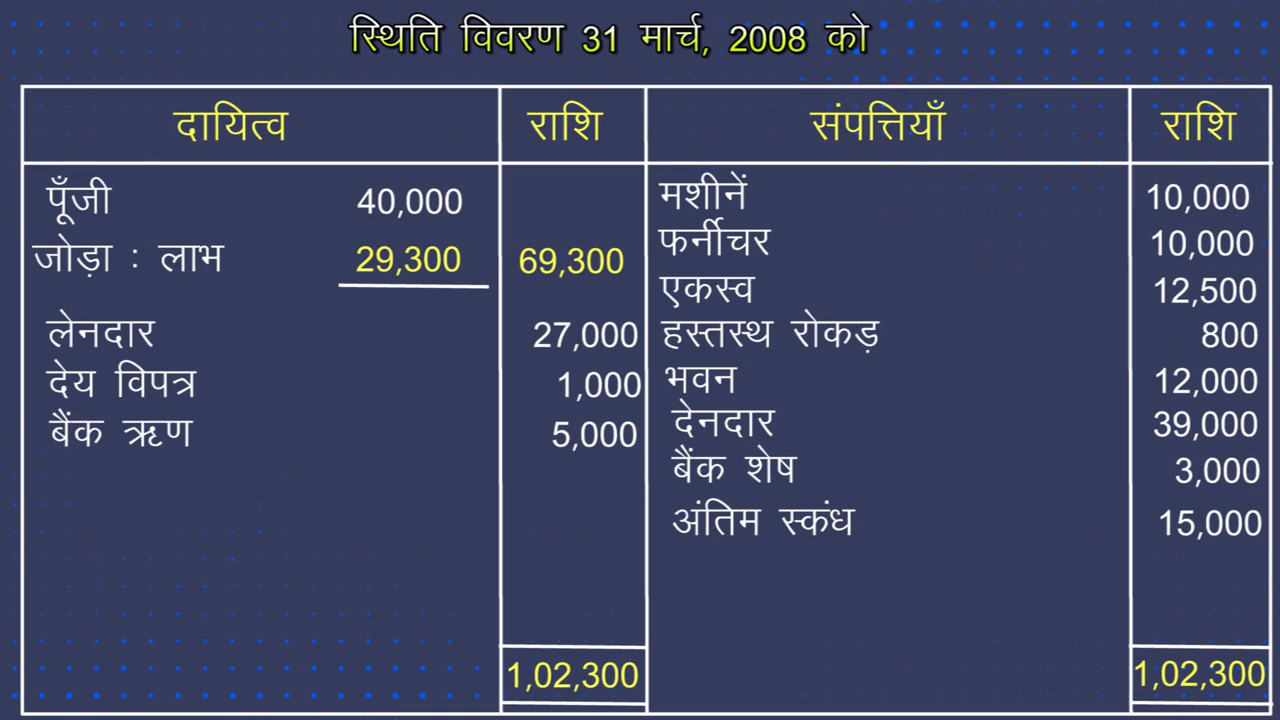 स्थिति विवरण 31 मार्च, 2008 को
दायित्व राशि संपत्तियाँ राशि
पूँजी 40,000 मशीनें 10,000
जोड़ा : लाभ 29,300 69,300 फर्नीचर 10,000
एकस्व 12,500
लेनदार 27,000 हस्तस्थ रोकड़ 800
देय विपत्र 1,000 भवन 12,000
बैंक ऋण 5,000 देनदार 39,000
बैंक शेष 3,000
अंतिम स्कंध 15,000
1,02,300 1,02,300